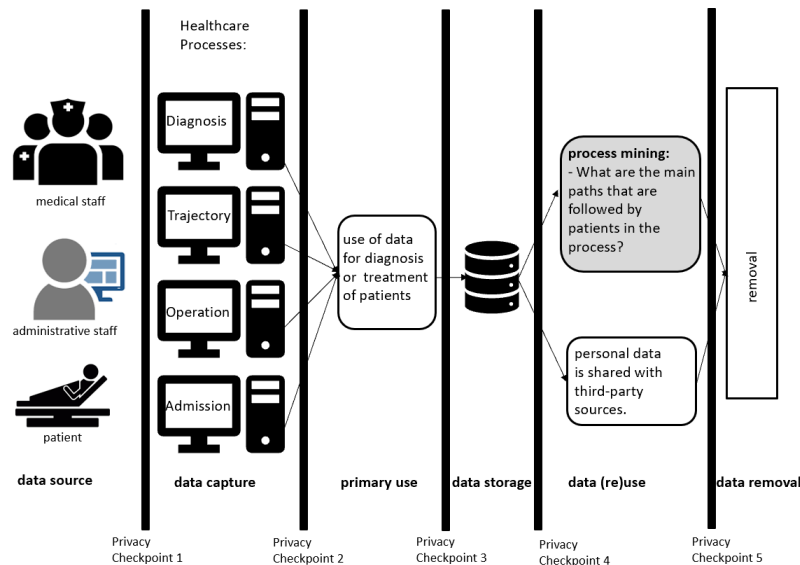 Healthcare
Processes:
medical staff
administrative staff
patient
Diagnosis
Trajectory
Operation
Admission
use of data
for diagnosis
or treatment
of patients
process mining:
- What are the main
paths that are
followed by
patients in the
process?
personal data
is shared with
third-party
sources.
removal
data source
data capture
primary use
data storage
data (re)use
data removal
Privacy
Checkpoint 1
Privacy
Checkpoint 2
Privacy
Checkpoint 3
Privacy
Checkpoint 4
Privacy
Checkpoint 5